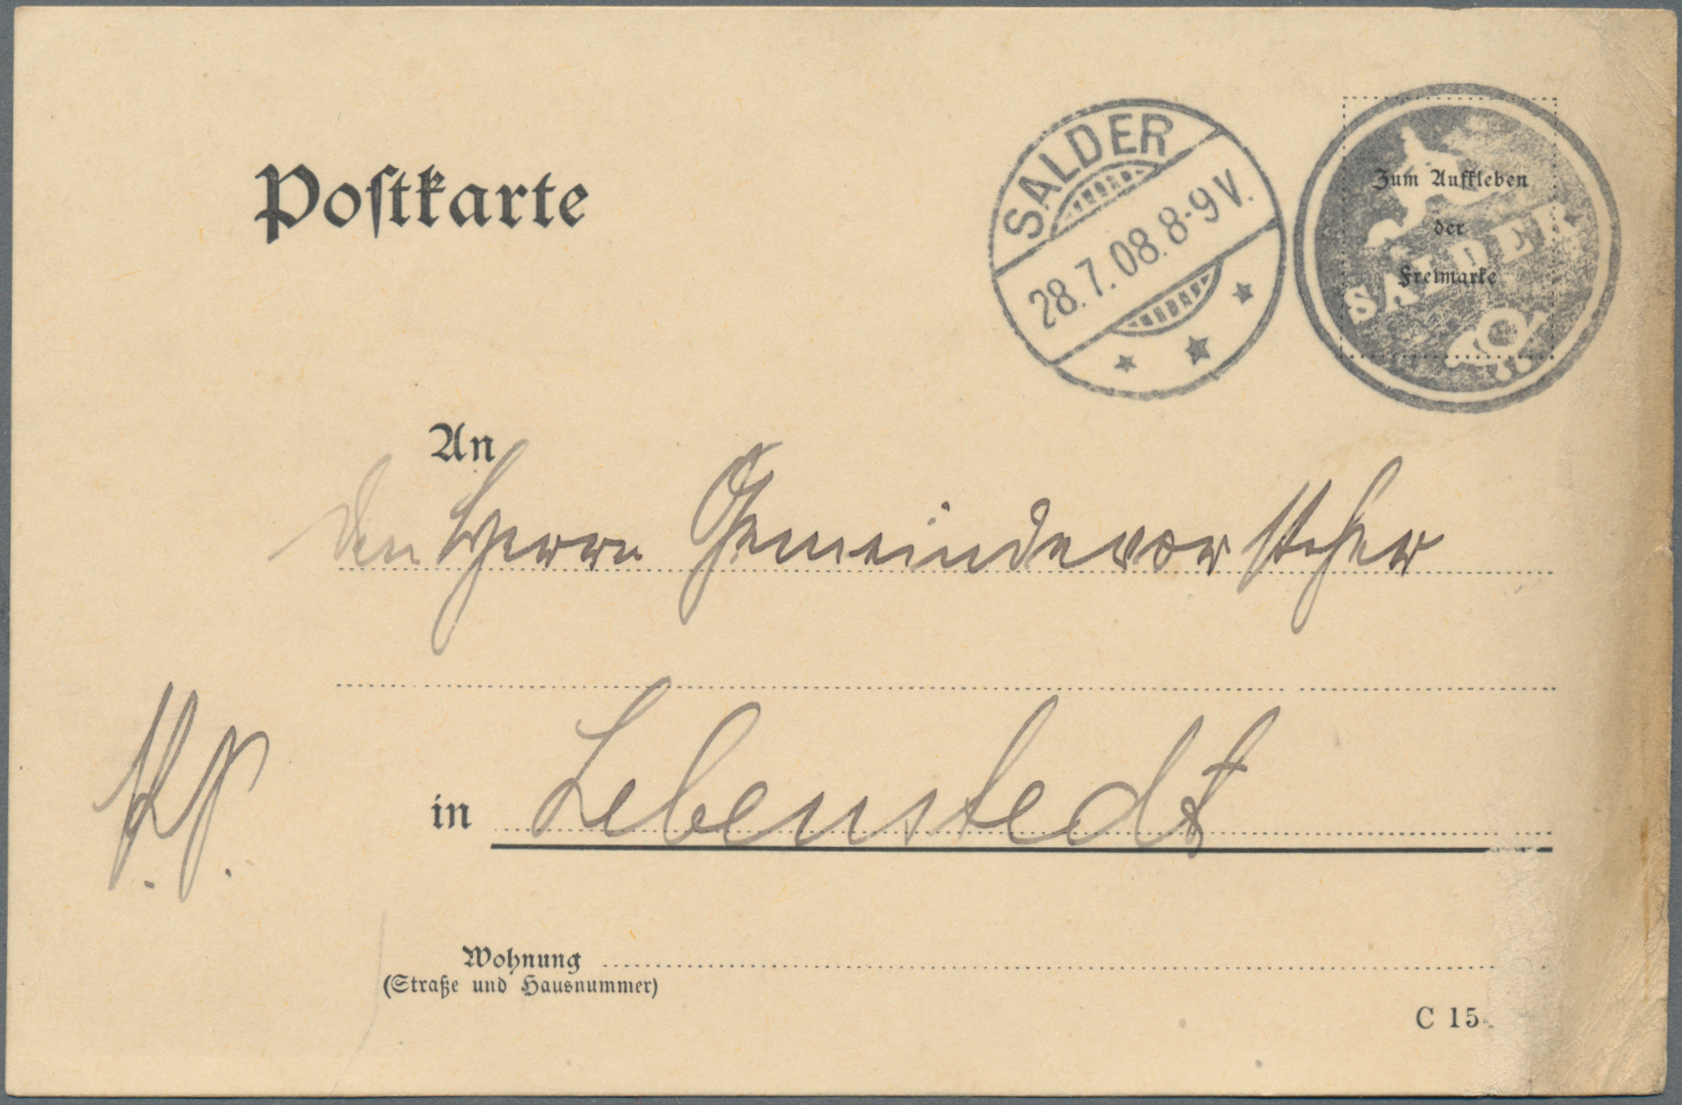 Postkarte
SALDER
28.7.08.8-9V.
Zum Aufkleben
der
Freimarke
SALDER
An
den Herrn Gemeindevorsteher
in Lebenstedt
Wohnung
(Straße und Hausnummer)
C 15